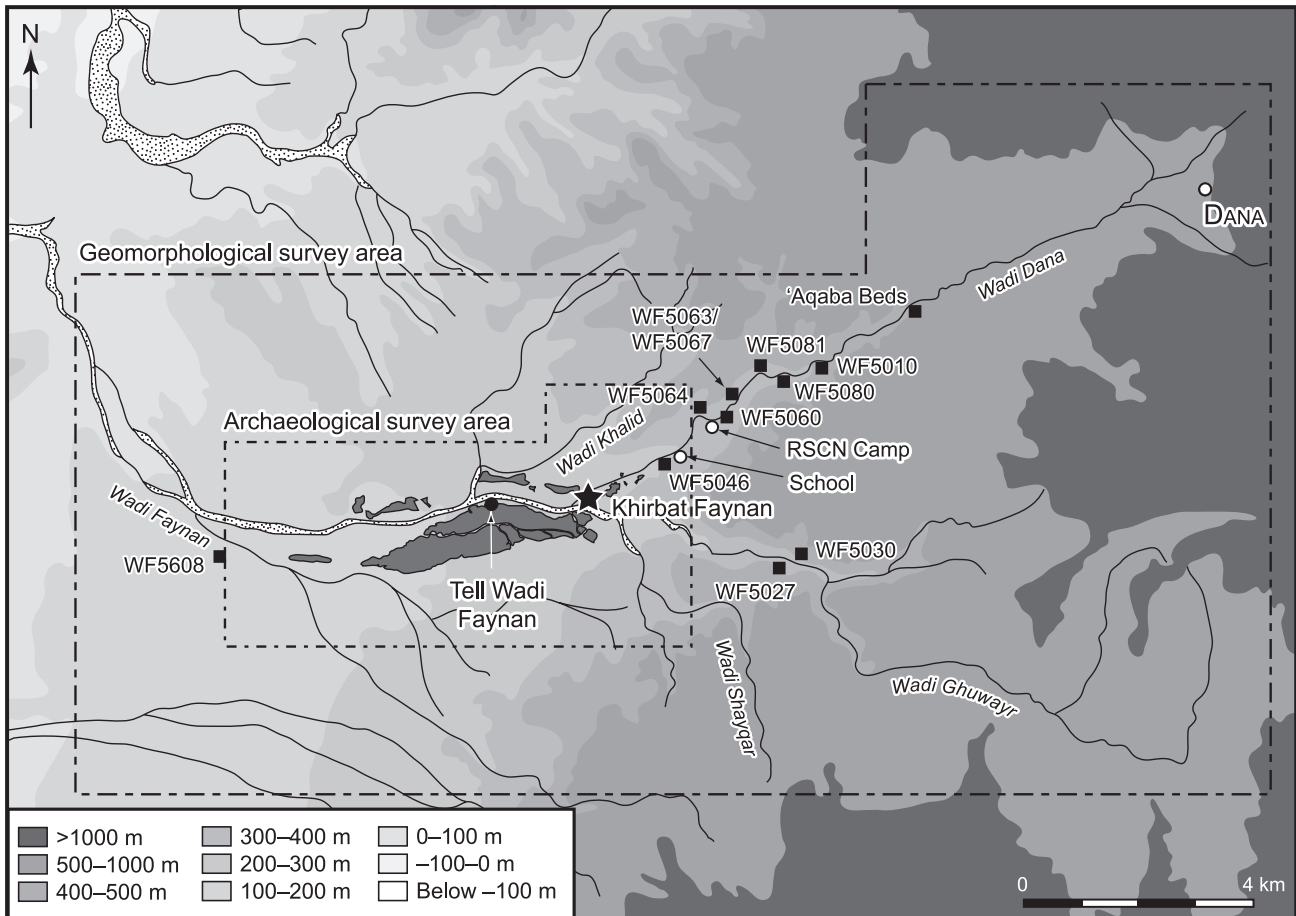 N
Geomorphological survey area
DANA
Wadi Dana
‘Aqaba Beds
WF5063/
WF5067
WF5081
WF5010
WF5080
WF5064
WF5060
Archaeological survey area
Wadi Khalid
RSCN Camp
School
WF5046
Khirbat Faynan
Wadi Faynan
WF5608
WF5030
WF5027
Tell Wadi
Faynan
Wadi Shayqar
Wadi Ghuwayr
>1000 m
500–1000 m
400–500 m
300–400 m
200–300 m
100–200 m
0–100 m
–100–0 m
Below –100 m
0 4 km